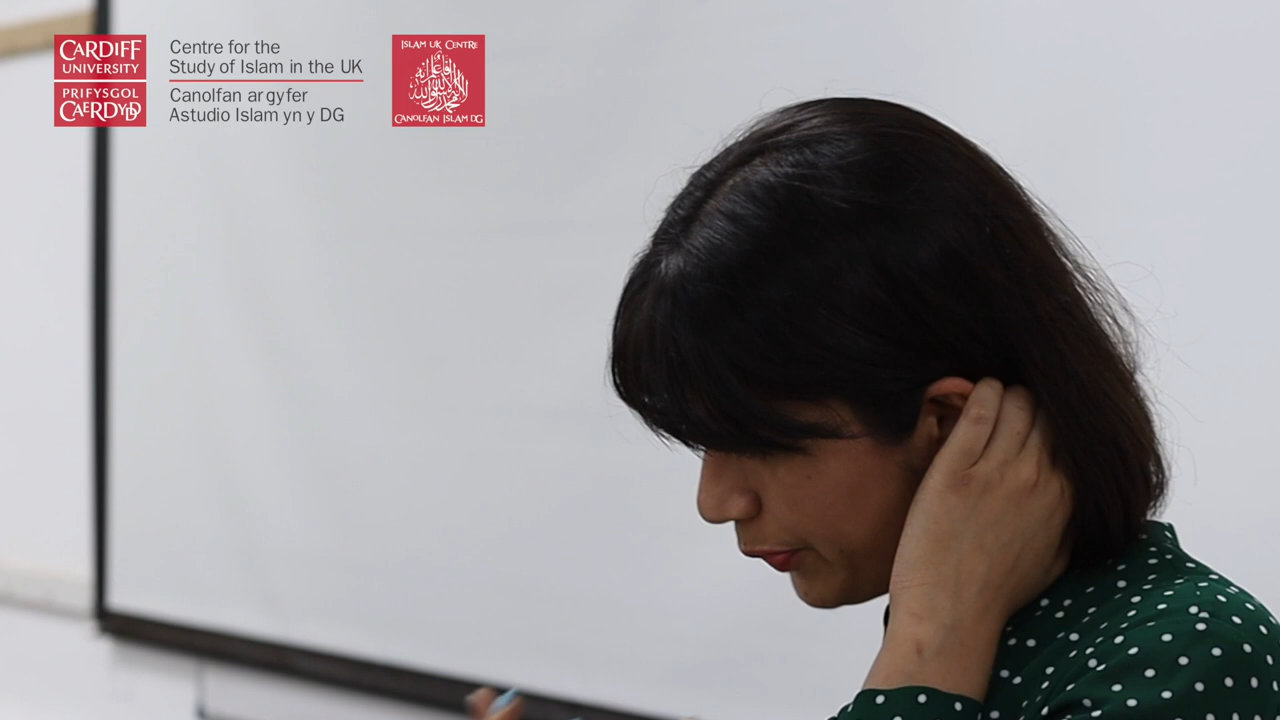 CARDIFF
UNIVERSITY
PRIFYSGOL
CAERDYDD
Centre for the
Study of Islam in the UK
Canolfan ar gyfer
Astudio Islam yn y DG
ISLAM UK CENTRE
CANOLFAN ISLAM DG